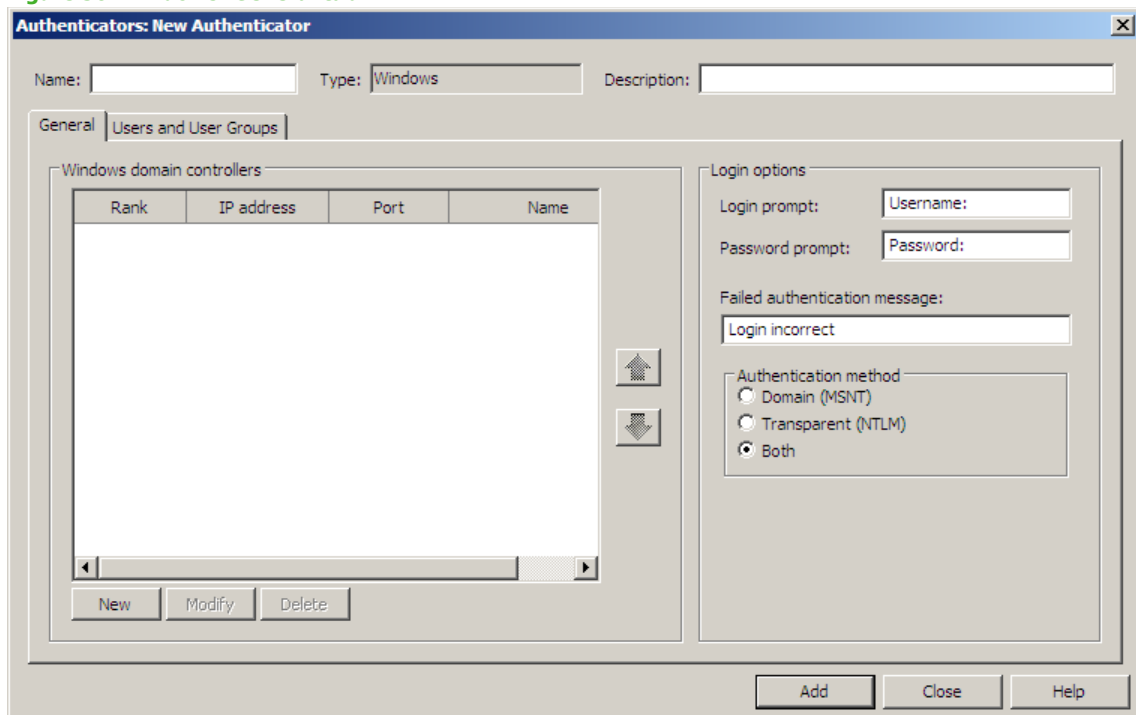 Authenticators: New Authenticator
Name: Type: Windows Description:
General Users and User Groups
Windows domain controllers
Rank IP address Port Name
New Modify Delete
Login options
Login prompt: Username:
Password prompt: Password:
Failed authentication message:
Login incorrect
Authentication method
Domain (MSNT)
Transparent (NTLM)
Both
Add Close Help